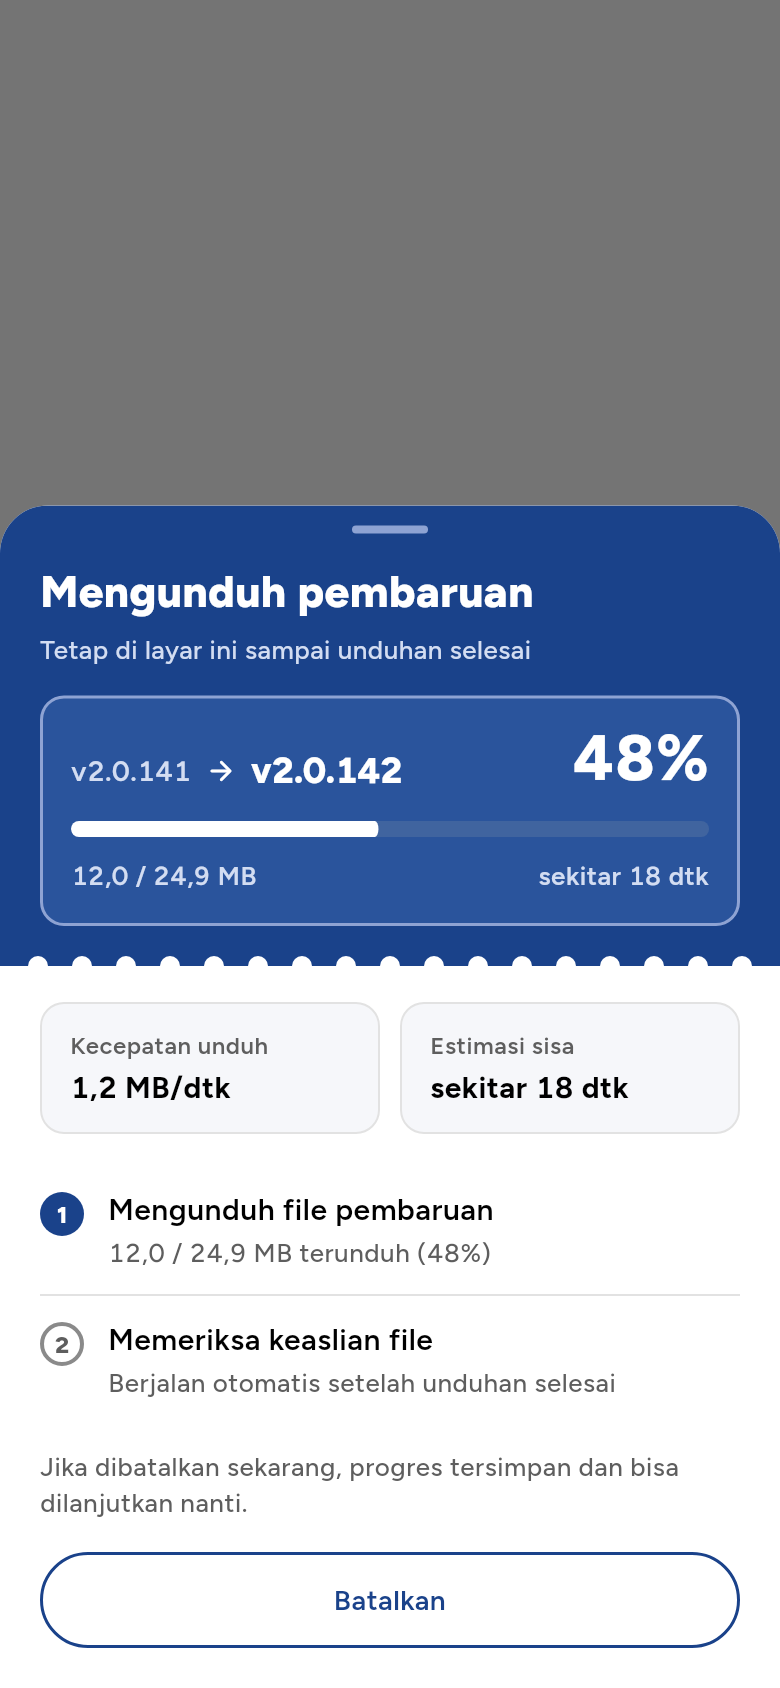 Mengunduh pembaruan
Tetap di layar ini sampai unduhan selesai
v2.0.141 → v2.0.142
48%
12,0 / 24,9 MB
sekitar 18 dtk
Kecepatan unduh
1,2 MB/dtk
Estimasi sisa
sekitar 18 dtk
1
Mengunduh file pembaruan
12,0 / 24,9 MB terunduh (48%)
2
Memeriksa keaslian file
Berjalan otomatis setelah unduhan selesai
Jika dibatalkan sekarang, progres tersimpan dan bisa
dilanjutkan nanti.
Batalkan